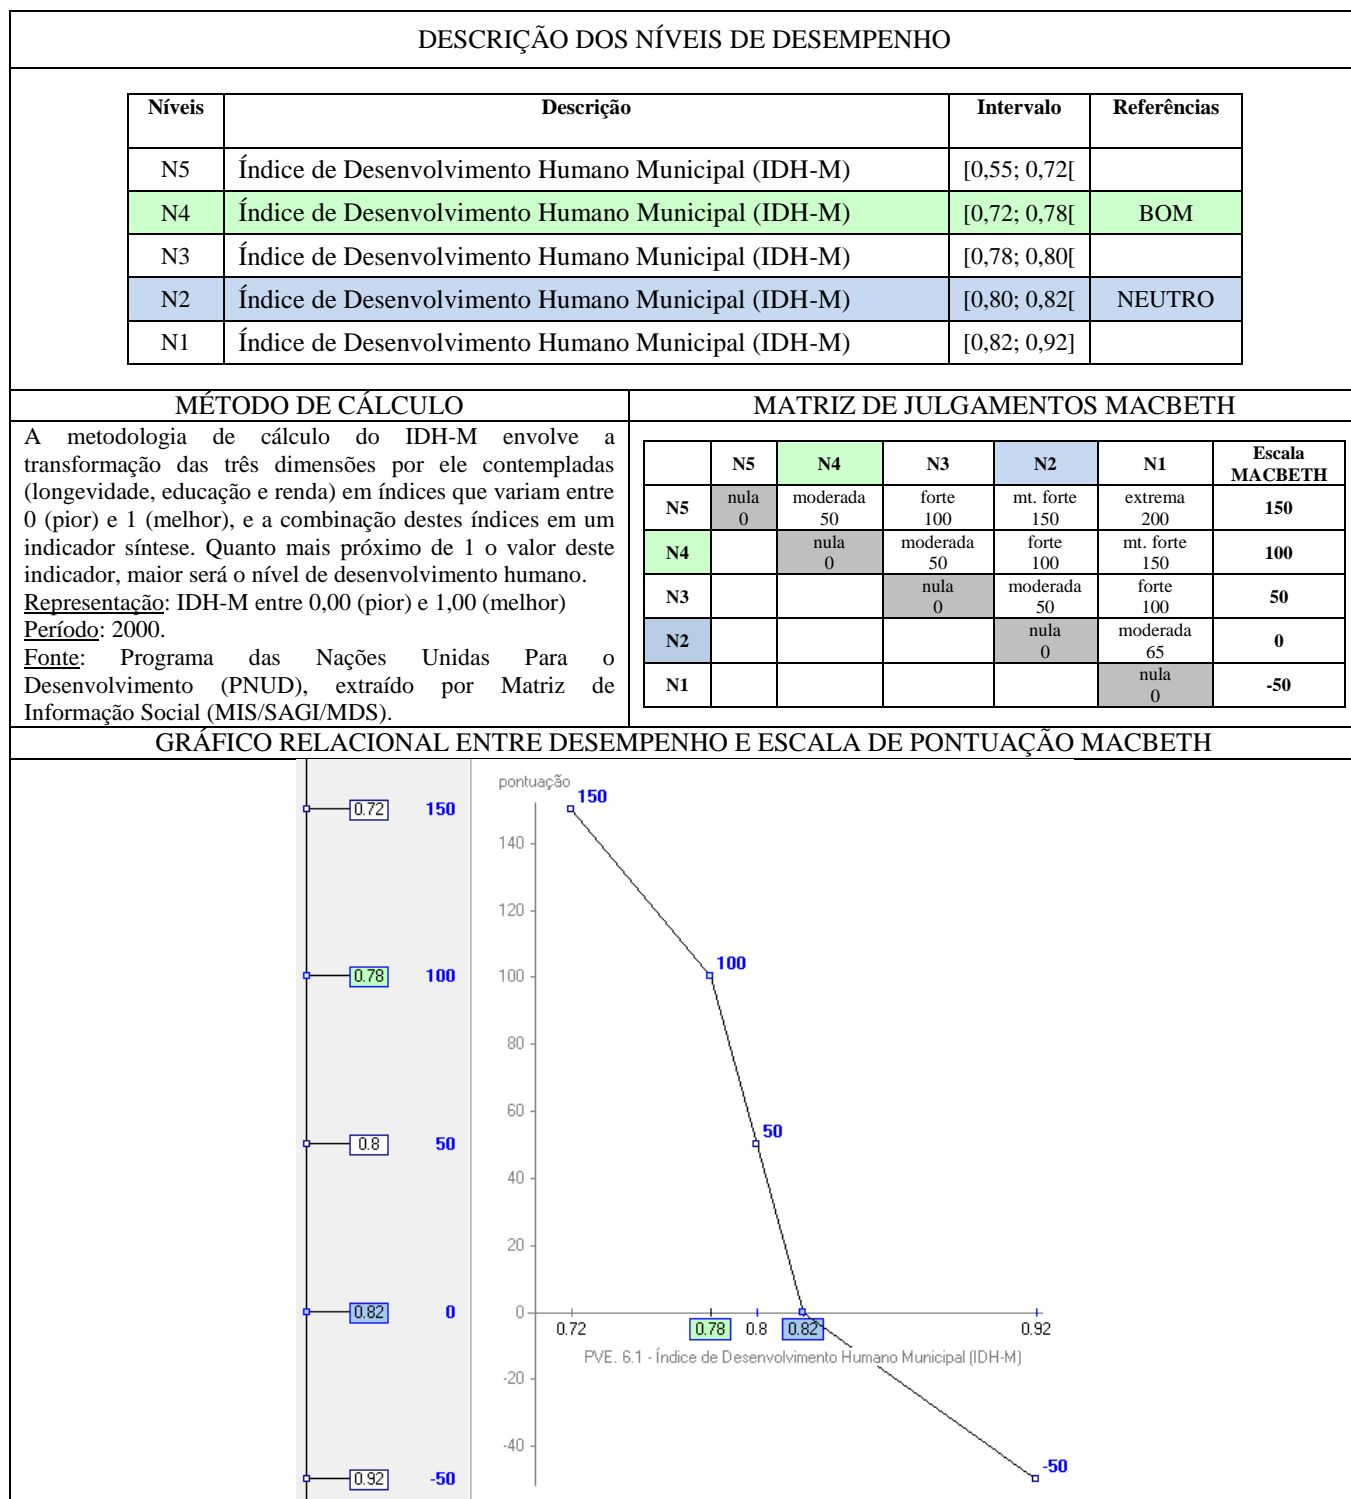 DESCRIÇÃO DOS NÍVEIS DE DESEMPENHO
Níveis Descrição Intervalo Referências
N5 Índice de Desenvolvimento Humano Municipal (IDH-M) [0,55; 0,72[
N4 Índice de Desenvolvimento Humano Municipal (IDH-M) [0,72; 0,78[ BOM
N3 Índice de Desenvolvimento Humano Municipal (IDH-M) [0,78; 0,80[
N2 Índice de Desenvolvimento Humano Municipal (IDH-M) [0,80; 0,82[ NEUTRO
N1 Índice de Desenvolvimento Humano Municipal (IDH-M) [0,82; 0,92]
MÉTODO DE CÁLCULO
A metodologia de cálculo do IDH-M envolve a
transformação das três dimensões por ele contempladas
(longevidade, educação e renda) em índices que variam entre
0 (pior) e 1 (melhor), e a combinação destes índices em um
indicador síntese. Quanto mais próximo de 1 o valor deste
indicador, maior será o nível de desenvolvimento humano.
Representação: IDH-M entre 0,00 (pior) e 1,00 (melhor)
Período: 2000.
Fonte: Programa das Nações Unidas Para o
Desenvolvimento (PNUD), extraído por Matriz de
Informação Social (MIS/SAGI/MDS).
MATRIZ DE JULGAMENTOS MACBETH
N5 N4 N3 N2 N1 Escala
MACBETH
N5 nula moderada forte mt. forte extrema 150
0 50 100 150 200
N4 nula moderada forte mt. forte 100
0 50 100 150
N3 nula moderada forte 50
0 50 100
N2 nula moderada 0
0 65
N1 nula -50
0
GRÁFICO RELACIONAL ENTRE DESEMPENHO E ESCALA DE PONTUAÇÃO MACBETH
0.72 150
0.78 100
0.8 50
0.82 0
0.92 -50
pontuação
150
140
120
100
100
80
60
50
40
20
0
0.72 0.78 0.8 0.82 0.92
PVE. 6.1 - Índice de Desenvolvimento Humano Municipal (IDH-M)
-20
-40
-50